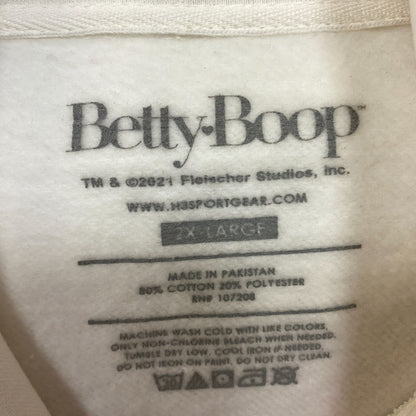 Betty♥Boop™
TM & ©2021 Fleischer Studios, Inc.
WWW.H3SPORTGEAR.COM
2X-LARGE
MADE IN PAKISTAN
80% COTTON 20% POLYESTER
RN# 107208
MACHINE WASH COLD WITH LIKE COLORS,
ONLY NON-CHLORINE BLEACH WHEN NEEDED.
TUMBLE DRY LOW. COOL IRON IF NEEDED.
DO NOT IRON ON PAINT. DO NOT DRY CLEAN.
30